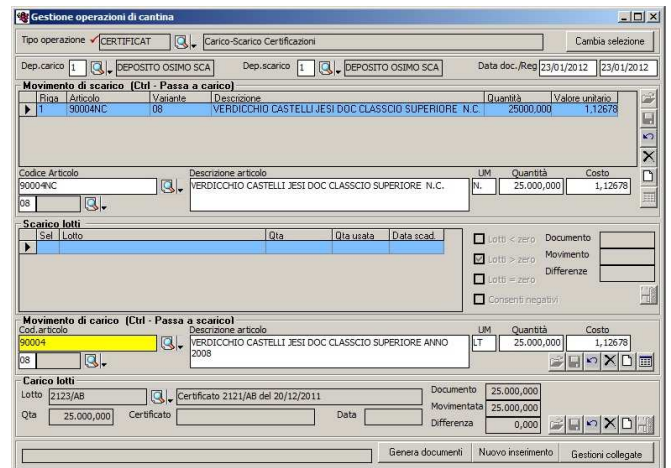 Gestione operazioni di cantina
Tipo operazione CERTIFICAT Carico-Scarico Certificazioni Cambia selezione
Dep.carico 1 DEPOSITO OSIMO SCA Dep.scarico 1 DEPOSITO OSIMO SCA Data doc./Reg 23/01/2012 23/01/2012
Movimento di scarico (Ctrl - Passa a carico)
Riga Articolo Variante Descrizione Quantità Valore unitario
1 90004NC 08 VERDICCHIO CASTELLI JESI DOC CLASSCIO SUPERIORE N.C. 25000,000 1,12678
Codice Articolo Descrizione articolo UM Quantità Costo
90004NC VERDICCHIO CASTELLI JESI DOC CLASSCIO SUPERIORE N.C. N. 25.000,000 1,12678
08
Scarico lotti
Sel Lotto Qta Qta usata Data scad.
Lotti < zero Documento
Lotti > zero Movimento
Lotti = zero Differenze
Consenti negativi
Movimento di carico (Ctrl - Passa a scarico)
Cod.articolo Descrizione articolo UM Quantità Costo
90004 VERDICCHIO CASTELLI JESI DOC CLASSCIO SUPERIORE ANNO LT 25.000,000 1,12678
08 2008
Carico lotti
Lotto 2123/AB Certificato 2121/AB del 20/12/2011 Documento 25.000,000
Qta 25.000,000 Certificato Data Movimentata 25.000,000
Differenza 0,000
Genera documenti Nuovo inserimento Gestioni collegate